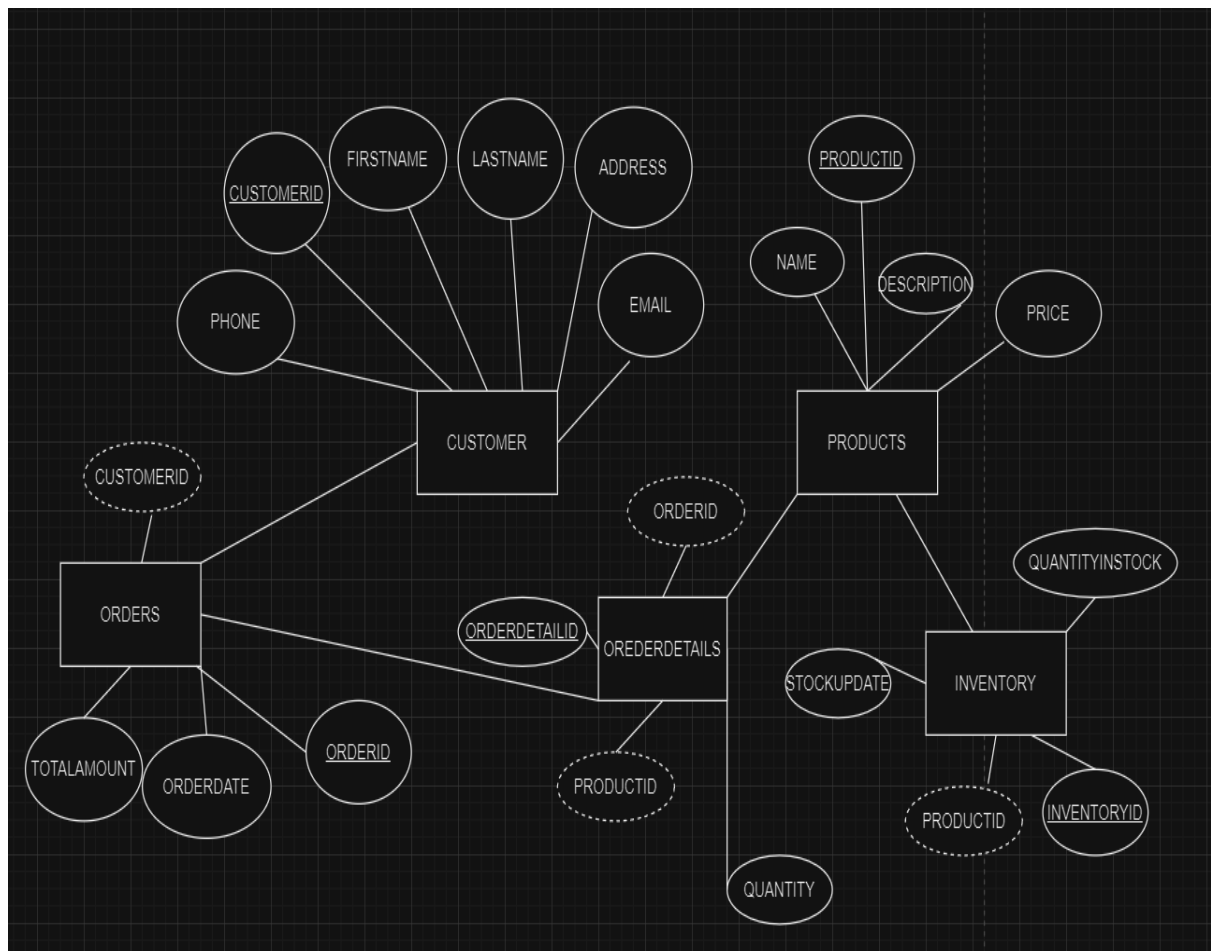 FIRSTNAME
LASTNAME
ADDRESS
PRODUCTID
CUSTOMERID
NAME
DESCRIPTION
EMAIL
PRICE
PHONE
CUSTOMER
PRODUCTS
CUSTOMERID
ORDERID
QUANTITYINSTOCK
ORDERS
ORDERDETAILID
OREDERDETAILS
STOCKUPDATE
INVENTORY
TOTALAMOUNT
ORDERDATE
ORDERID
PRODUCTID
PRODUCTID
INVENTORYID
QUANTITY